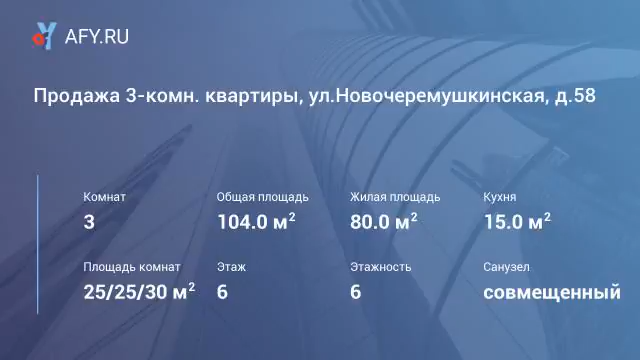 AFY.RU
Продажа 3-комн. квартиры, ул.Новочеремушкинская, д.58
Комнат Общая площадь Жилая площадь Кухня
3 104.0 м² 80.0 м² 15.0 м²
Площадь комнат Этаж Этажность Санузел
25/25/30 м² 6 6 совмещенный